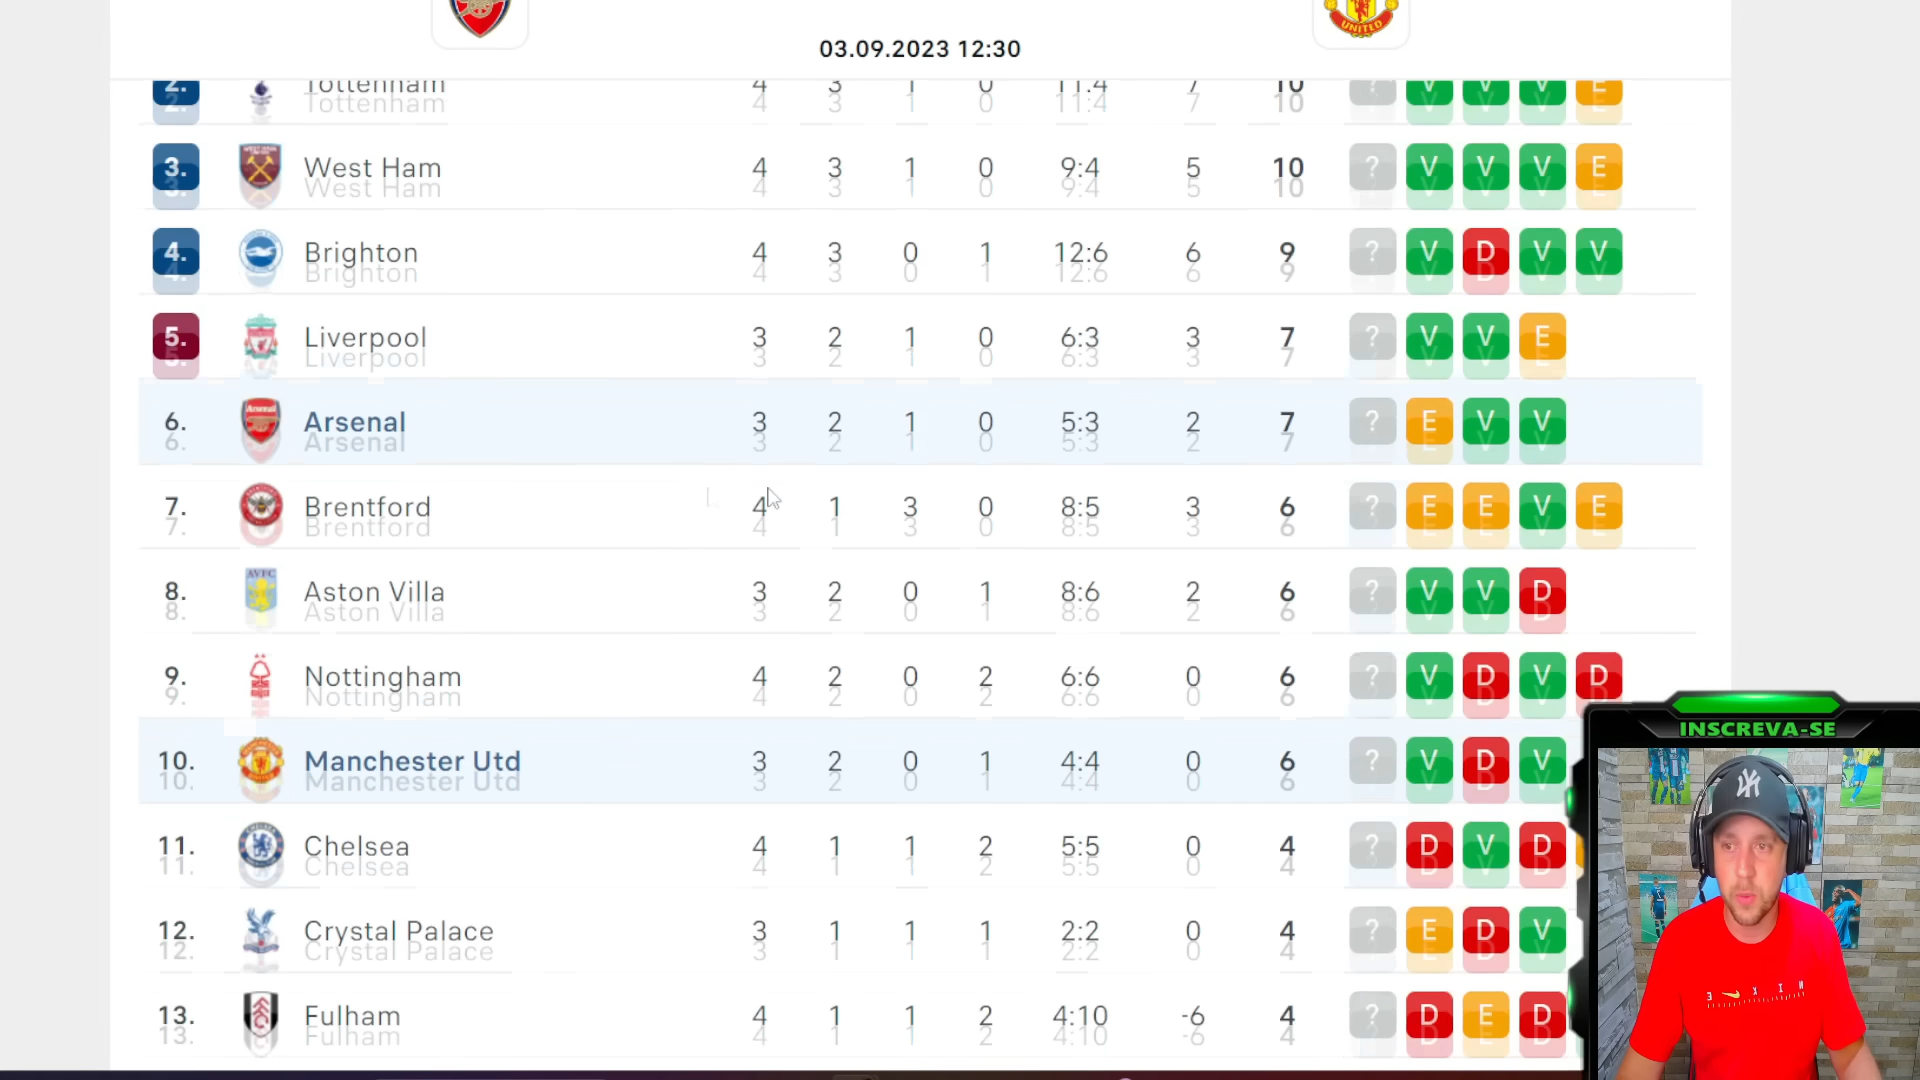 UNITED
03.09.2023 12:30
2. Tottenham 4 3 1 0 11:4 7 10 ? V V V E
3. West Ham 4 3 1 0 9:4 5 10 ? V V V E
4. Brighton 4 3 0 1 12:6 6 9 ? V D V V
5. Liverpool 3 2 1 0 6:3 3 7 ? V V E
6. Arsenal 3 2 1 0 5:3 2 7 ? E V V
7. Brentford 4 1 3 0 8:5 3 6 ? E E V E
8. Aston Villa 3 2 0 1 8:6 2 6 ? V V D
9. Nottingham 4 2 0 2 6:6 0 6 ? V D V D
10. Manchester Utd 3 2 0 1 4:4 0 6 ? V D V
11. Chelsea 4 1 1 2 5:5 0 4 ? D V D
12. Crystal Palace 3 1 1 1 2:2 0 4 ? E D V
13. Fulham 4 1 1 2 4:10 -6 4 ? D E D
INSCREVA-SE